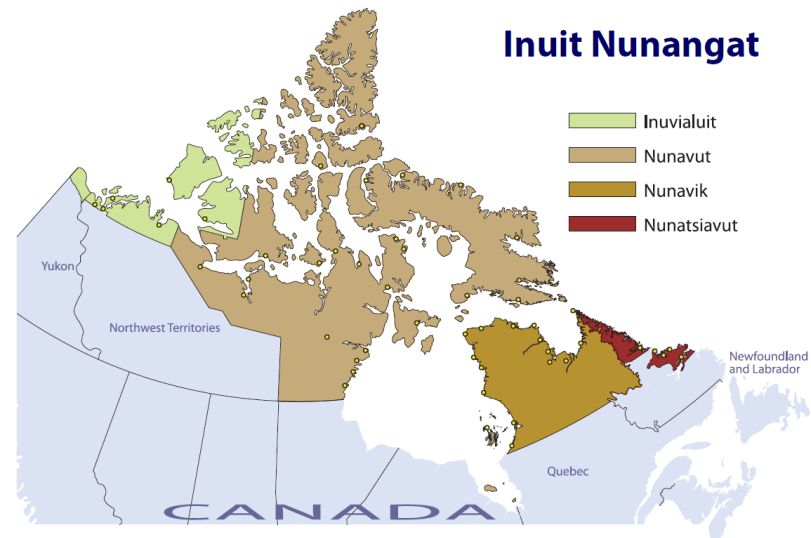 Inuit Nunangat
Inuvialuit
Nunavut
Nunavik
Nunatsiavut
Yukon
Northwest Territories
Newfoundland
and Labrador
Quebec
CANADA